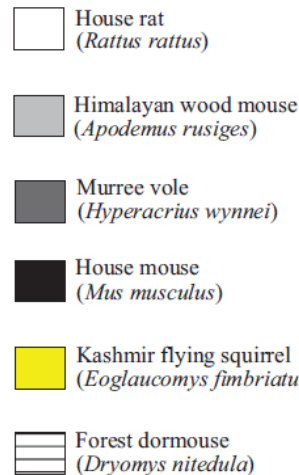 House rat
(Rattus rattus)
Himalayan wood mouse
(Apodemus rusiges)
Murree vole
(Hyperacrius wynnei)
House mouse
(Mus musculus)
Kashmir flying squirrel
(Eoglaucomys fimbriatu
Forest dormouse
(Dryomys nitedula)